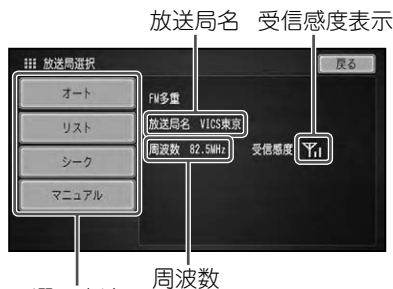 放送局名 受信感度表示
放送局選択
戻る
オート
リスト
シーク
マニュアル
FM多重
放送局名 VICS東京
周波数 82.5MHz
受信感度
周波数